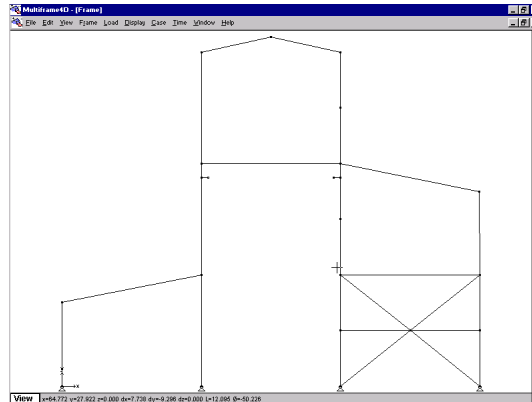 Multiframe4D - [Frame]
File Edit View Frame Load Display Case Time Window Help
x
View x=64.772 y=27.922 z=0.000 dx=7.738 dy=-9.296 dz=0.000 L=12.095 Θ=-50.226